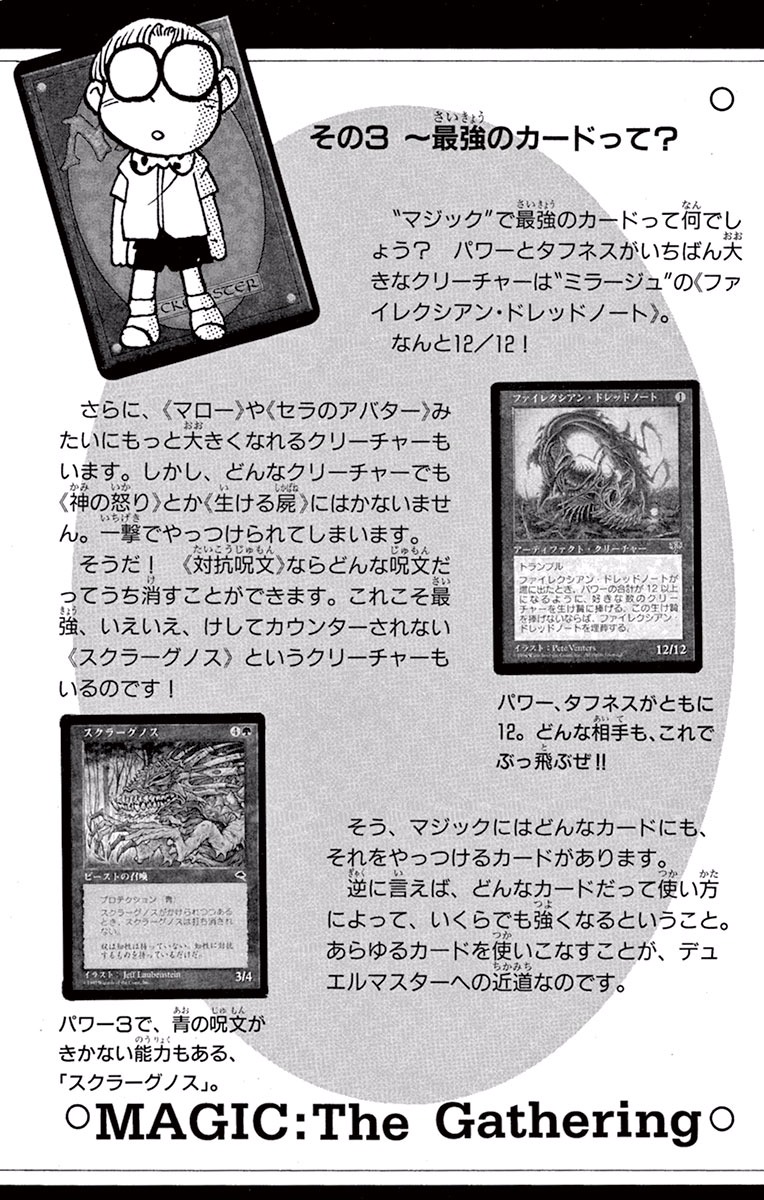 その3 ～最強のカードって？
“マジック”で最強のカードって何でし
ょう？ パワーとタフネスがいちばん大
きなクリーチャーは“ミラージュ”の《ファ
イレクシアン・ドレッドノート》。
なんと12／12！
さらに、《マロー》や《セラのアバター》み
たいにもっと大きくなれるクリーチャーも
います。しかし、どんなクリーチャーでも
《神の怒り》とか《生ける屍》にはかないませ
ん。一撃でやっつけられてしまいます。
そうだ！ 《対抗呪文》ならどんな呪文だ
ってうち消すことができます。これこそ最
強、いえいえ、けしてカウンターされない
《スクラーグノス》というクリーチャーも
いるのです！
ファイレクシアン・ドレッドノート 1
アーティファクト・クリーチャー
トランプル
ファイレクシアン・ドレッドノートが
場に出たとき、パワーの合計が 12 以上
になるように、好きな数のクリー
チャーを生け贄に捧げる。この生け贄
を捧げないならば、ファイレクシアン・
ドレッドノートを埋葬する。
イラスト：Pete Venters
12/12
パワー、タフネスがともに
12。どんな相手も、これで
ぶっ飛ぶぜ!!
スクラーグノス 4
ビーストの召喚
プロテクション（青）
スクラーグノスがかけられつつある
とき、スクラーグノスは打ち消され
ない。
イラスト：Jeff Laubenstein
3/4
パワー3で、青の呪文が
きかない能力もある、
「スクラーグノス」。
そう、マジックにはどんなカードにも、
それをやっつけるカードがあります。
逆に言えば、どんなカードだって使い方
によって、いくらでも強くなるということ。
あらゆるカードを使いこなすことが、デュ
エルマスターへの近道なのです。
MAGIC:The Gathering